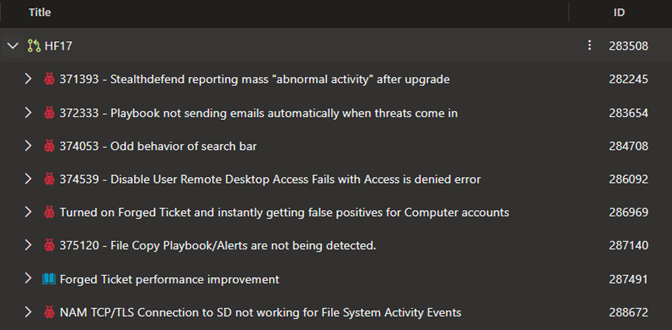 Title ID
HF17 283508
371393 - Stealthdefend reporting mass "abnormal activity" after upgrade 282245
372333 - Playbook not sending emails automatically when threats come in 283654
374053 - Odd behavior of search bar 284708
374539 - Disable User Remote Desktop Access Fails with Access is denied error 286092
Turned on Forged Ticket and instantly getting false positives for Computer accounts 286969
375120 - File Copy Playbook/Alerts are not being detected. 287140
Forged Ticket performance improvement 287491
NAM TCP/TLS Connection to SD not working for File System Activity Events 288672